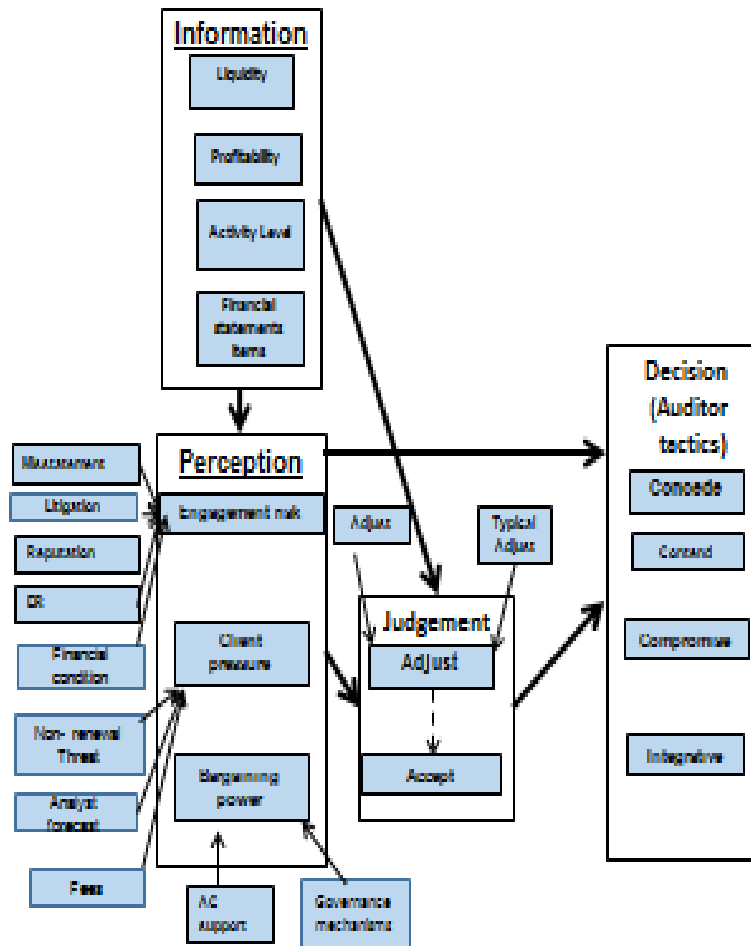 Information
Liquidity
Profitability
Activity Level
Financial
statements
items
Decision
(Auditor
tactics)
Concede
Contend
Compromise
Integrative
Perception
Engagement risk
Client
pressure
Bargaining
power
Litigation
Reputation
Financial
condition
Non- renewal
Threat
Analyst
forecast
Fees
AC
support
Governance
mechanisms
Adjust
Typical
Adjust
Judgement
Adjust
Accept